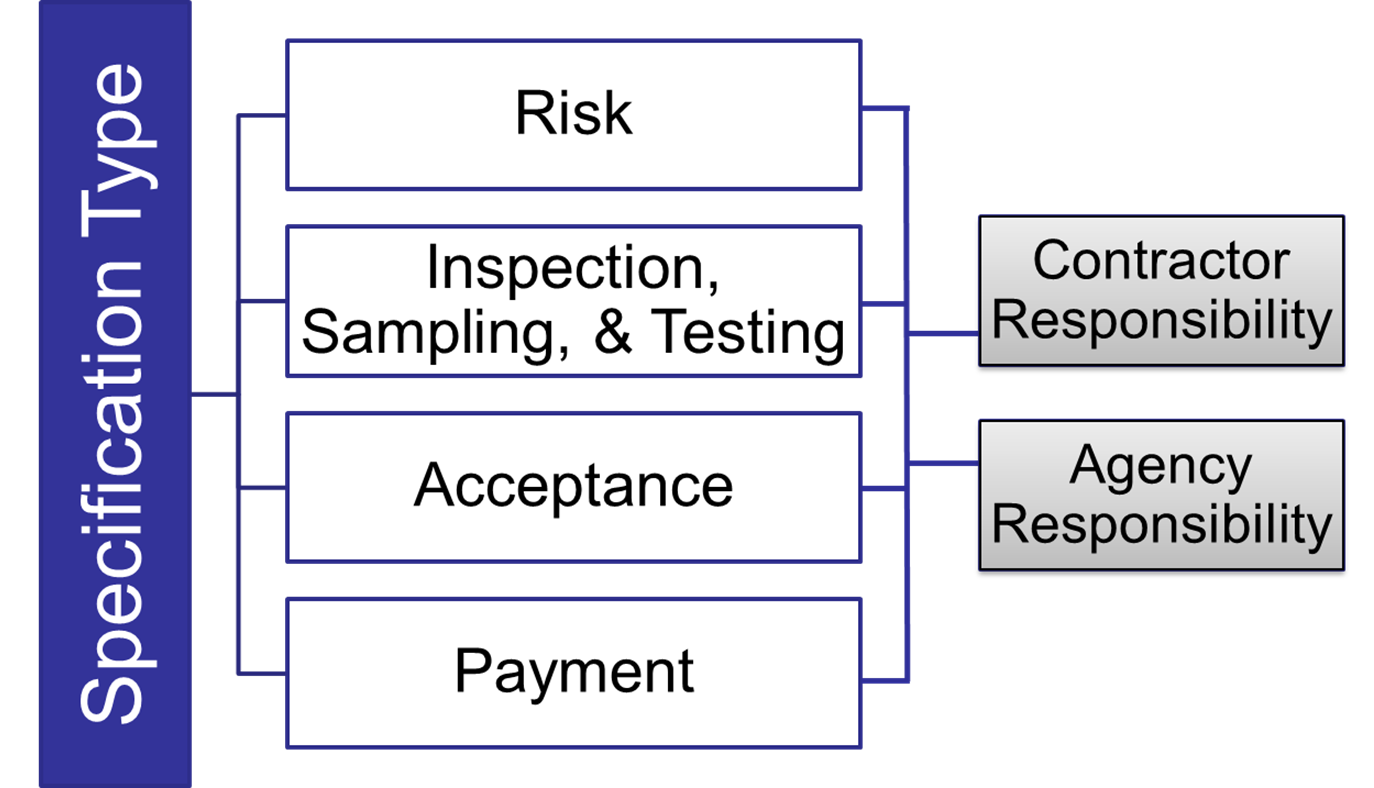 Specification Type
Risk
Inspection,
Sampling, & Testing
Acceptance
Payment
Contractor
Responsibility
Agency
Responsibility